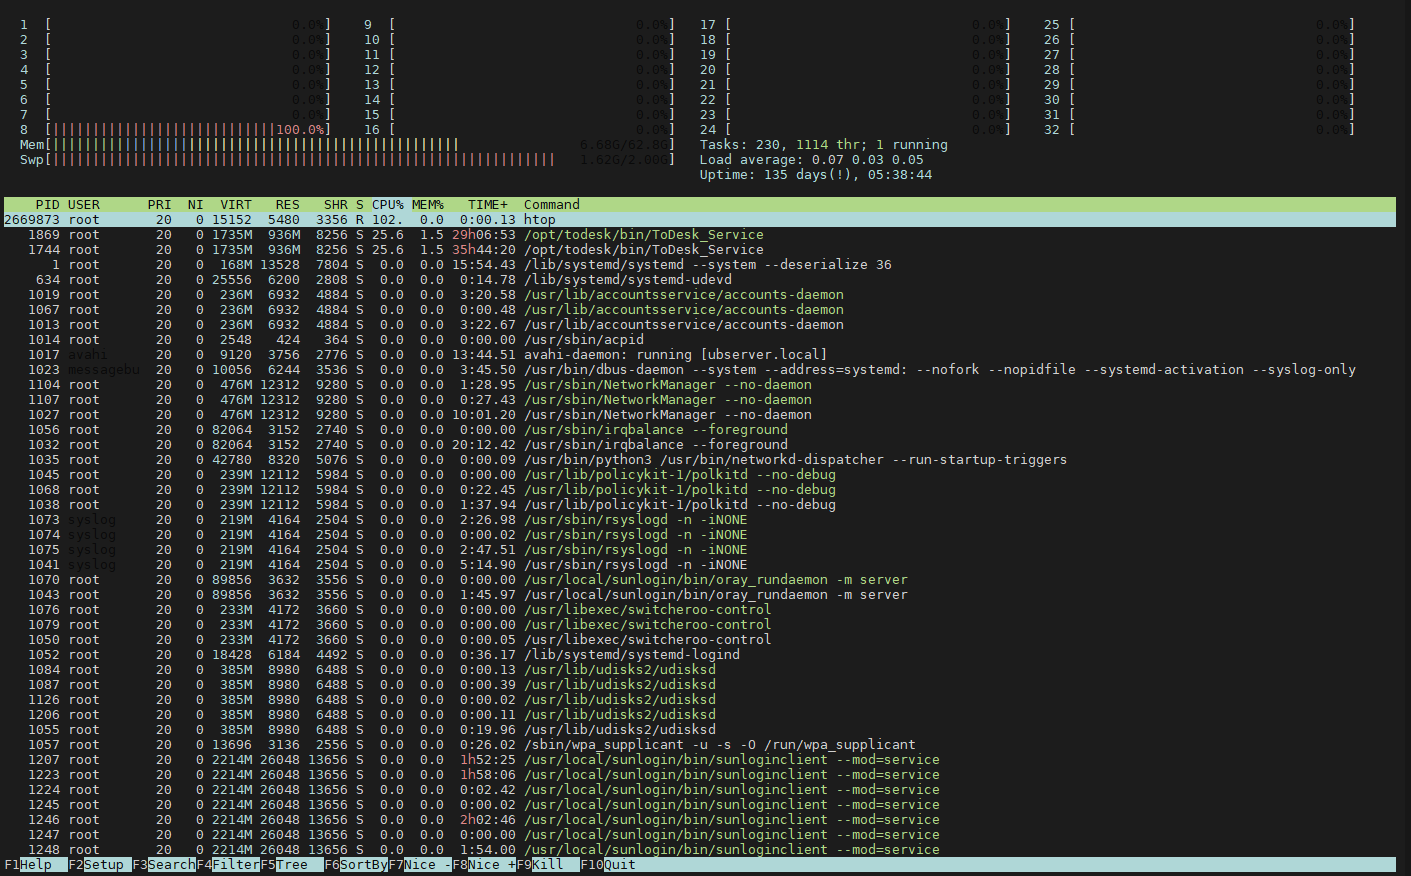 1 [ 0.0%] 9 [ 0.0%] 17 [ 0.0%] 25 [ 0.0%]
2 [ 0.0%] 10 [ 0.0%] 18 [ 0.0%] 26 [ 0.0%]
3 [ 0.0%] 11 [ 0.0%] 19 [ 0.0%] 27 [ 0.0%]
4 [ 0.0%] 12 [ 0.0%] 20 [ 0.0%] 28 [ 0.0%]
5 [ 0.0%] 13 [ 0.0%] 21 [ 0.0%] 29 [ 0.0%]
6 [ 0.0%] 14 [ 0.0%] 22 [ 0.0%] 30 [ 0.0%]
7 [ 0.0%] 15 [ 0.0%] 23 [ 0.0%] 31 [ 0.0%]
8 [||||||||||||||||||||||||||||100.0%] 16 [ 0.0%] 24 [ 0.0%] 32 [ 0.0%]
Mem[||||||||||||||||||||||||||||||||||||||||||||||||||| 6.68G/62.8G] Tasks: 230, 1114 thr; 1 running
Swp[||||||||||||||||||||||||||||||||||||||||||||||||||||||||||||||| 1.62G/2.00G] Load average: 0.07 0.03 0.05
Uptime: 135 days(!), 05:38:44
PID USER PRI NI VIRT RES SHR S CPU% MEM% TIME+ Command
2669873 root 20 0 15152 5480 3356 R 102. 0.0 0:00.13 htop
1869 root 20 0 1735M 936M 8256 S 25.6 1.5 29h06:53 /opt/todesk/bin/ToDesk_Service
1744 root 20 0 1735M 936M 8256 S 25.6 1.5 35h44:20 /opt/todesk/bin/ToDesk_Service
1 root 20 0 168M 13528 7804 S 0.0 0.0 15:54.43 /lib/systemd/systemd --system --deserialize 36
634 root 20 0 25556 6200 2808 S 0.0 0.0 0:14.78 /lib/systemd/systemd-udevd
1019 root 20 0 236M 6932 4884 S 0.0 0.0 3:20.58 /usr/lib/accountsservice/accounts-daemon
1067 root 20 0 236M 6932 4884 S 0.0 0.0 0:00.48 /usr/lib/accountsservice/accounts-daemon
1013 root 20 0 236M 6932 4884 S 0.0 0.0 3:22.67 /usr/lib/accountsservice/accounts-daemon
1014 root 20 0 2548 424 364 S 0.0 0.0 0:00.00 /usr/sbin/acpid
1017 avahi 20 0 9120 3756 2776 S 0.0 0.0 13:44.51 avahi-daemon: running [ubserver.local]
1023 messagebu 20 0 10056 6244 3536 S 0.0 0.0 3:45.50 /usr/bin/dbus-daemon --system --address=systemd: --nofork --nopidfile --systemd-activation --syslog-only
1104 root 20 0 476M 12312 9280 S 0.0 0.0 1:28.95 /usr/sbin/NetworkManager --no-daemon
1107 root 20 0 476M 12312 9280 S 0.0 0.0 0:27.43 /usr/sbin/NetworkManager --no-daemon
1027 root 20 0 476M 12312 9280 S 0.0 0.0 10:01.20 /usr/sbin/NetworkManager --no-daemon
1056 root 20 0 82064 3152 2740 S 0.0 0.0 0:00.00 /usr/sbin/irqbalance --foreground
1032 root 20 0 82064 3152 2740 S 0.0 0.0 20:12.42 /usr/sbin/irqbalance --foreground
1035 root 20 0 42780 8320 5076 S 0.0 0.0 0:00.09 /usr/bin/python3 /usr/bin/networkd-dispatcher --run-startup-triggers
1045 root 20 0 239M 12112 5984 S 0.0 0.0 0:00.00 /usr/lib/policykit-1/polkitd --no-debug
1068 root 20 0 239M 12112 5984 S 0.0 0.0 0:22.45 /usr/lib/policykit-1/polkitd --no-debug
1038 root 20 0 239M 12112 5984 S 0.0 0.0 1:37.94 /usr/lib/policykit-1/polkitd --no-debug
1073 syslog 20 0 219M 4164 2504 S 0.0 0.0 2:26.98 /usr/sbin/rsyslogd -n -iNONE
1074 syslog 20 0 219M 4164 2504 S 0.0 0.0 0:00.02 /usr/sbin/rsyslogd -n -iNONE
1075 syslog 20 0 219M 4164 2504 S 0.0 0.0 2:47.51 /usr/sbin/rsyslogd -n -iNONE
1041 syslog 20 0 219M 4164 2504 S 0.0 0.0 5:14.90 /usr/sbin/rsyslogd -n -iNONE
1070 root 20 0 89856 3632 3556 S 0.0 0.0 0:00.00 /usr/local/sunlogin/bin/oray_rundaemon -m server
1043 root 20 0 89856 3632 3556 S 0.0 0.0 1:45.97 /usr/local/sunlogin/bin/oray_rundaemon -m server
1076 root 20 0 233M 4172 3660 S 0.0 0.0 0:00.00 /usr/libexec/switcheroo-control
1079 root 20 0 233M 4172 3660 S 0.0 0.0 0:00.00 /usr/libexec/switcheroo-control
1050 root 20 0 233M 4172 3660 S 0.0 0.0 0:00.05 /usr/libexec/switcheroo-control
1052 root 20 0 18428 6184 4492 S 0.0 0.0 0:36.17 /lib/systemd/systemd-logind
1084 root 20 0 385M 8980 6488 S 0.0 0.0 0:00.13 /usr/lib/udisks2/udisksd
1087 root 20 0 385M 8980 6488 S 0.0 0.0 0:00.39 /usr/lib/udisks2/udisksd
1126 root 20 0 385M 8980 6488 S 0.0 0.0 0:00.02 /usr/lib/udisks2/udisksd
1206 root 20 0 385M 8980 6488 S 0.0 0.0 0:00.11 /usr/lib/udisks2/udisksd
1055 root 20 0 385M 8980 6488 S 0.0 0.0 0:19.96 /usr/lib/udisks2/udisksd
1057 root 20 0 13696 3136 2556 S 0.0 0.0 0:26.02 /sbin/wpa_supplicant -u -s -O /run/wpa_supplicant
1207 root 20 0 2214M 26048 13656 S 0.0 0.0 1h52:25 /usr/local/sunlogin/bin/sunloginclient --mod=service
1223 root 20 0 2214M 26048 13656 S 0.0 0.0 1h58:06 /usr/local/sunlogin/bin/sunloginclient --mod=service
1224 root 20 0 2214M 26048 13656 S 0.0 0.0 0:02.42 /usr/local/sunlogin/bin/sunloginclient --mod=service
1245 root 20 0 2214M 26048 13656 S 0.0 0.0 0:00.02 /usr/local/sunlogin/bin/sunloginclient --mod=service
1246 root 20 0 2214M 26048 13656 S 0.0 0.0 2h02:46 /usr/local/sunlogin/bin/sunloginclient --mod=service
1247 root 20 0 2214M 26048 13656 S 0.0 0.0 0:00.00 /usr/local/sunlogin/bin/sunloginclient --mod=service
1248 root 20 0 2214M 26048 13656 S 0.0 0.0 1:54.00 /usr/local/sunlogin/bin/sunloginclient --mod=service
F1Help F2Setup F3SearchF4FilterF5Tree F6SortByF7Nice -F8Nice +F9Kill F10Quit